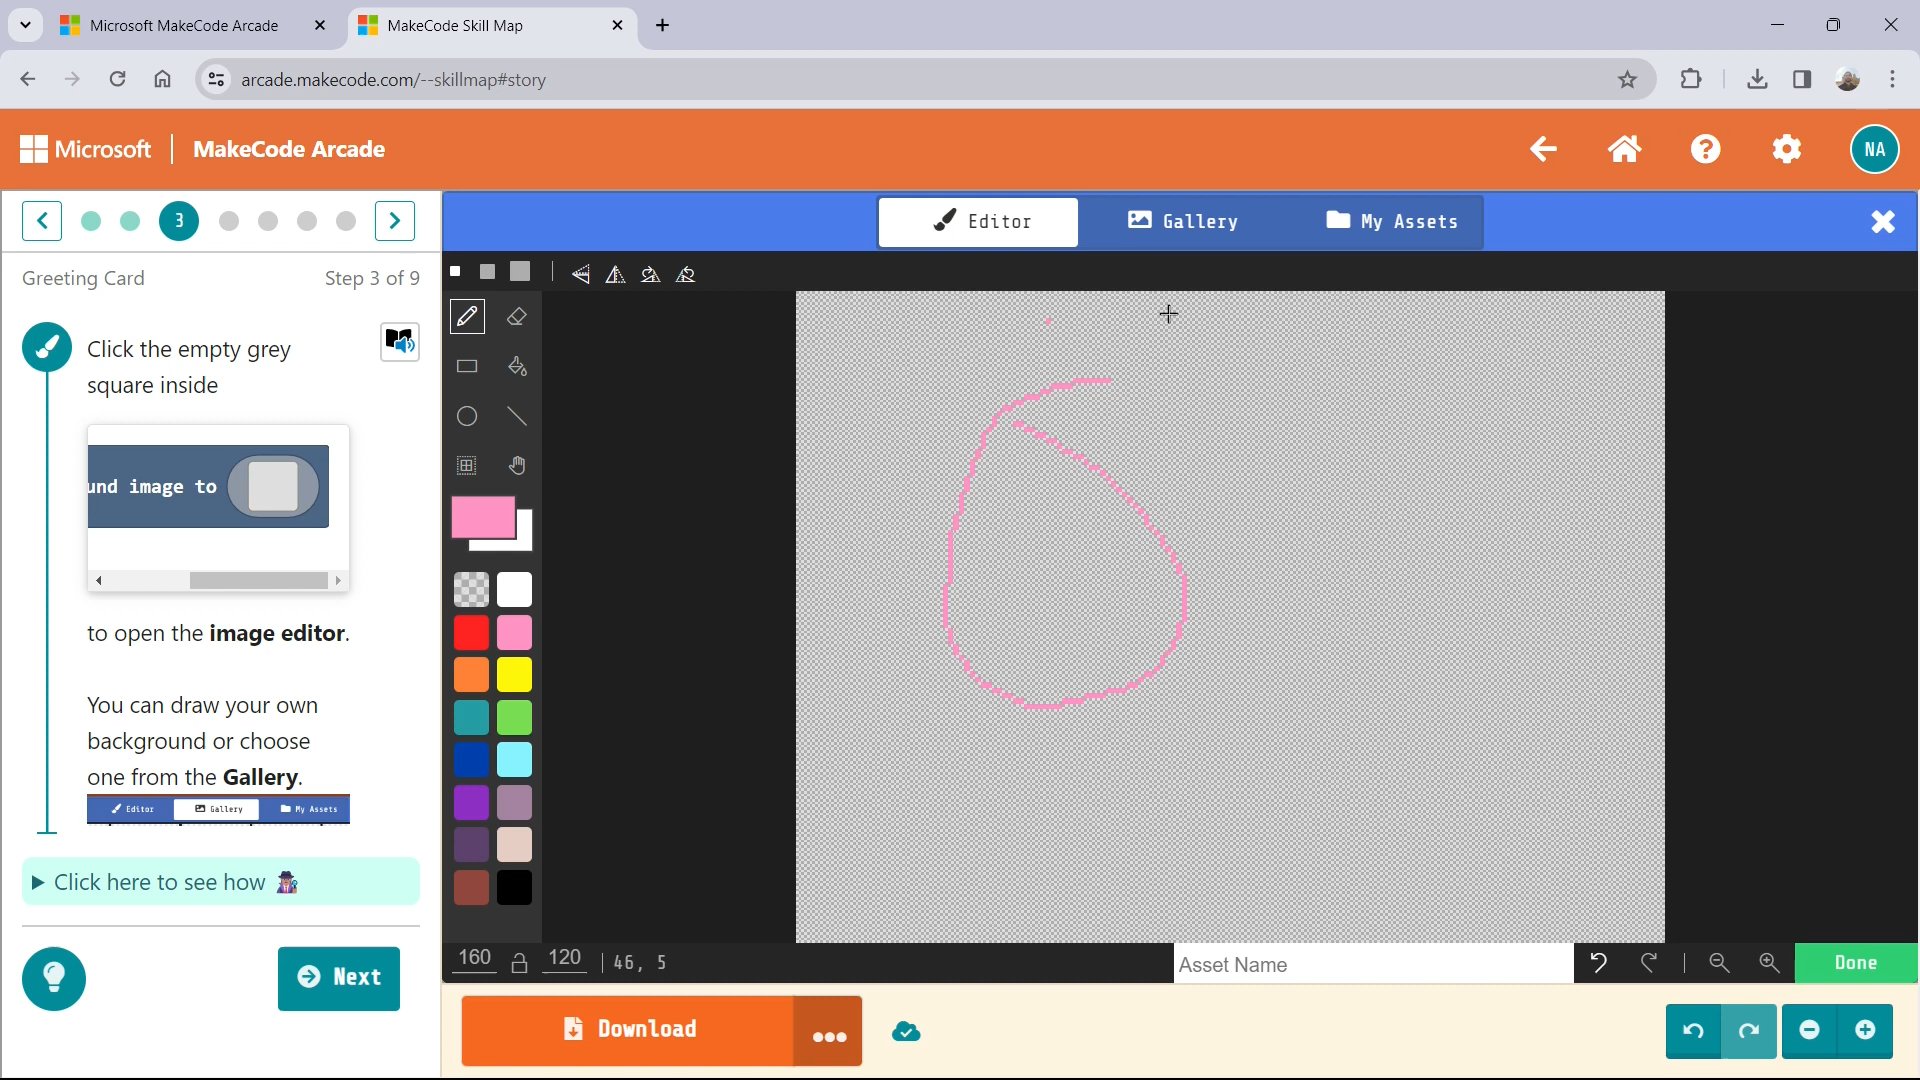 Microsoft MakeCode Arcade
MakeCode Skill Map
arcade.makecode.com/--skillmap#story
Microsoft
MakeCode Arcade
NA
3
Editor
Gallery
My Assets
Greeting Card
Step 3 of 9
Click the empty grey
square inside
und image to
to open the image editor.
You can draw your own
background or choose
one from the Gallery.
Editor
Gallery
My Assets
Click here to see how
Next
160
120
46, 5
Asset Name
Done
Download